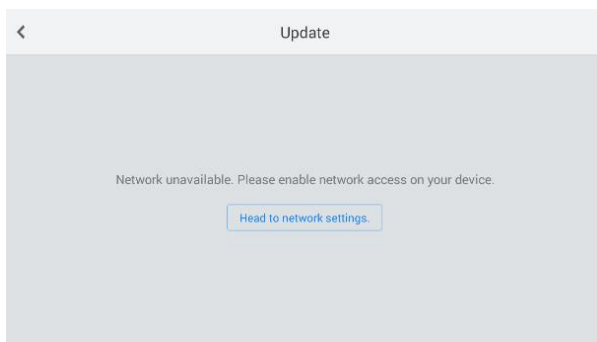 Update
Network unavailable. Please enable network access on your device.
Head to network settings.